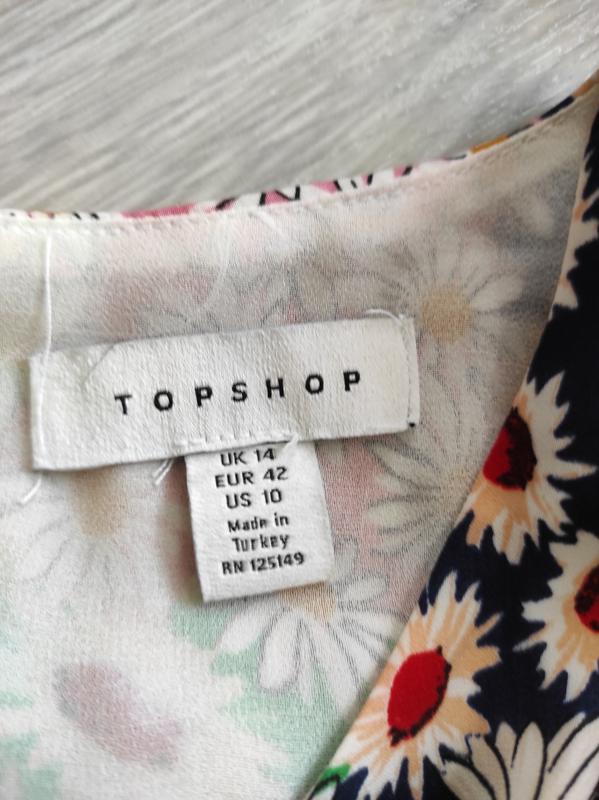 TOPSHOP
UK 14
EUR 42
US 10
Made in
Turkey
RN 125149